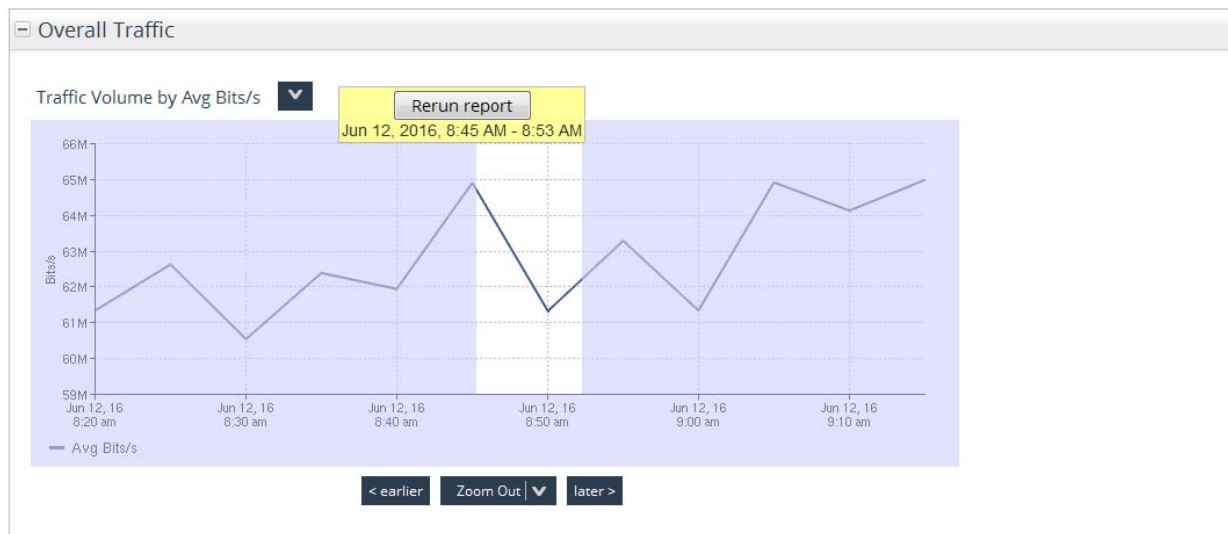 Overall Traffic
Traffic Volume by Avg Bits/s
Rerun report
Jun 12, 2016, 8:45 AM - 8:53 AM
66M
65M
64M
63M
62M
61M
60M
59M
Bits/s
Jun 12, 16
8:20 am
Jun 12, 16
8:30 am
Jun 12, 16
8:40 am
Jun 12, 16
8:50 am
Jun 12, 16
9:00 am
Jun 12, 16
9:10 am
Avg Bits/s
< earlier
Zoom Out
later >